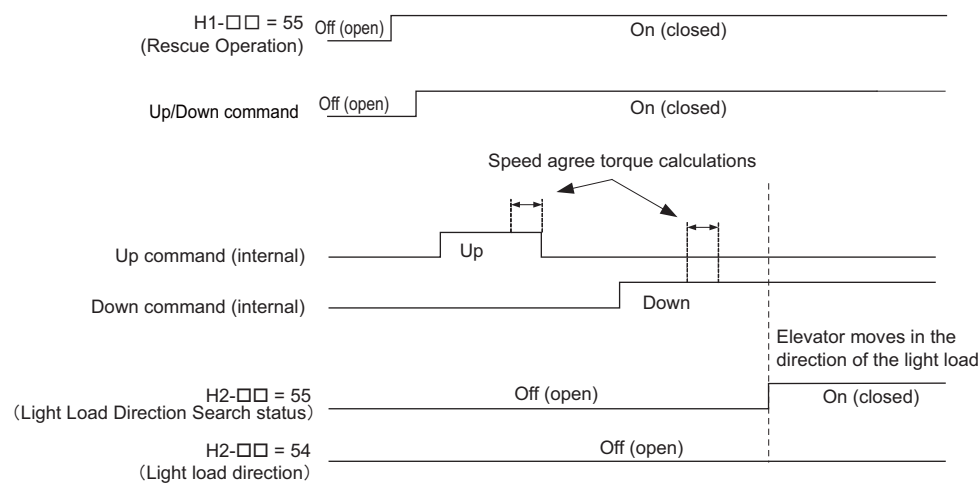 H1-□□ = 55
(Rescue Operation)
Off (open)
On (closed)
Up/Down command
Off (open)
On (closed)
Speed agree torque calculations
Up command (internal)
Up
Down command (internal)
Down
Elevator moves in the
direction of the light load
H2-□□ = 55
(Light Load Direction Search status)
Off (open)
On (closed)
H2-□□ = 54
(Light load direction)
Off (open)